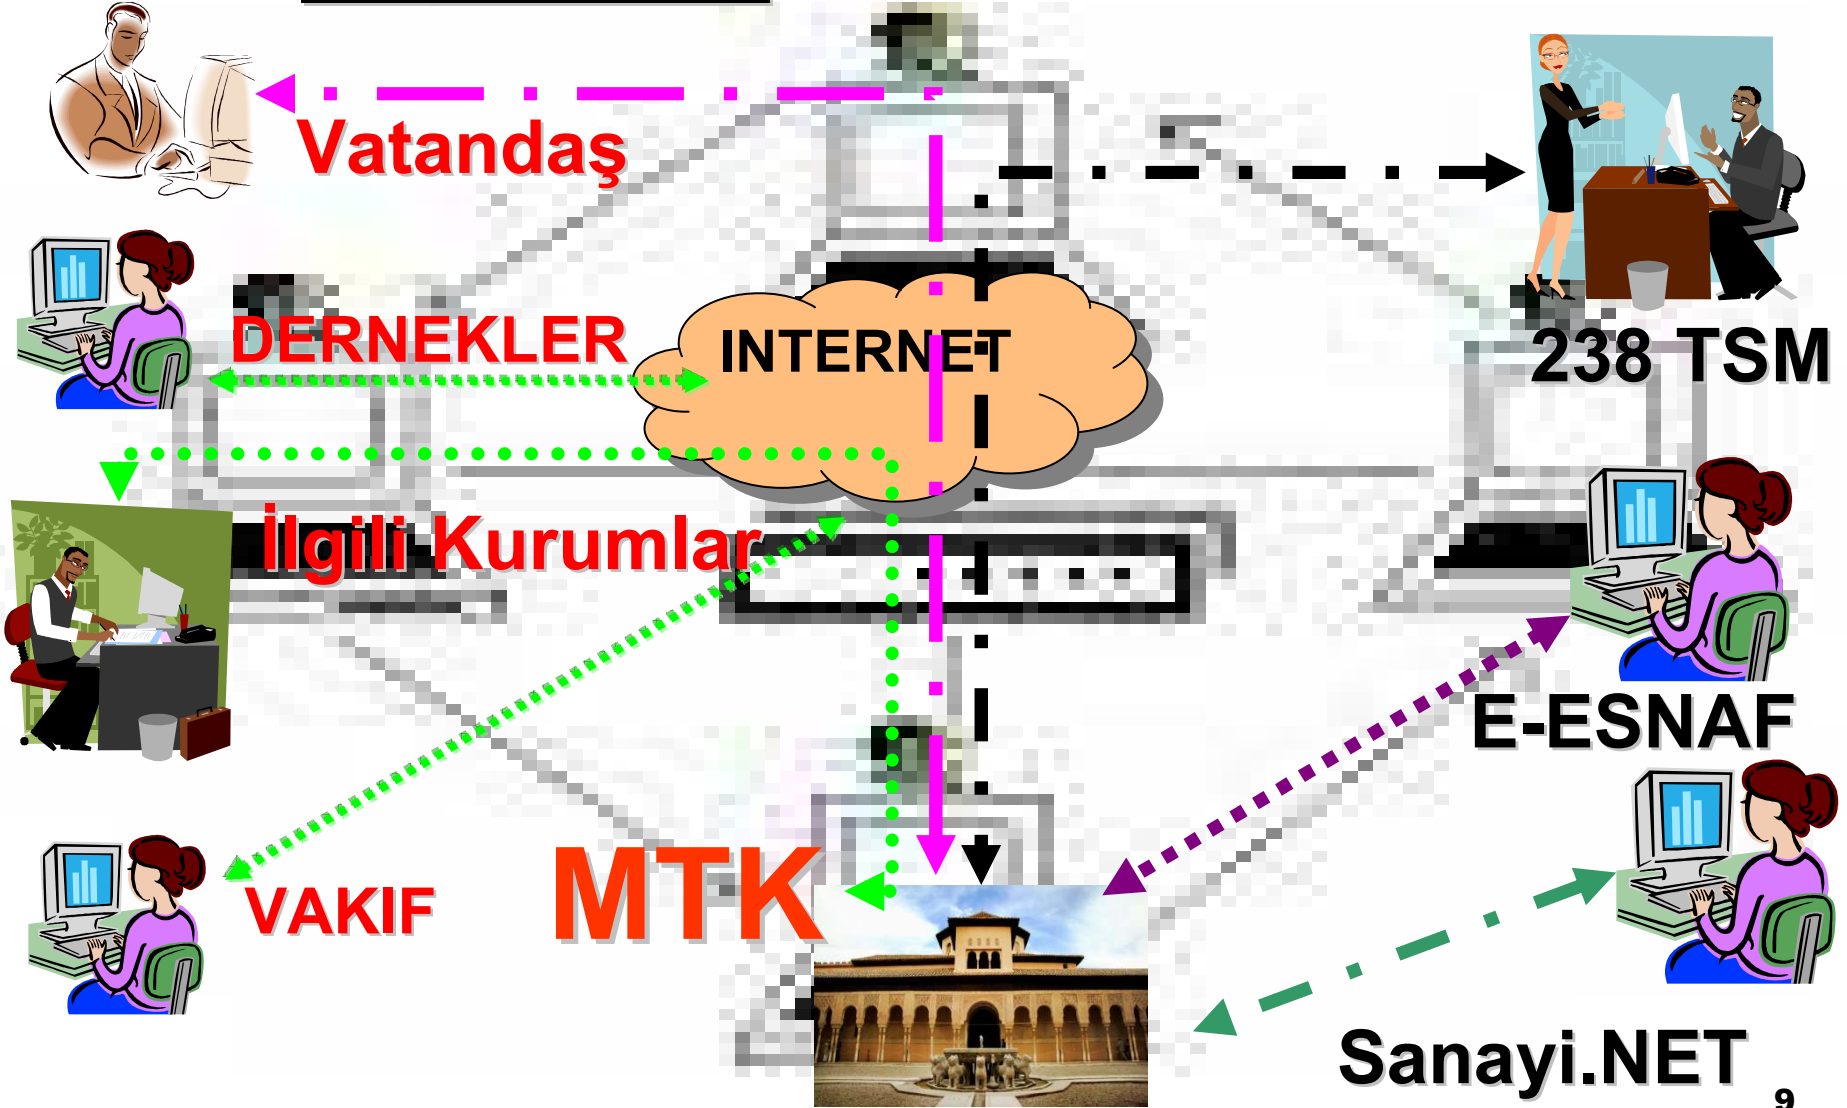 Vatandaş
DERNEKLER
INTERNET
238 TSM
İlgili Kurumlar
E-ESNAF
MTK
VAKIF
Sanayi.NET
9